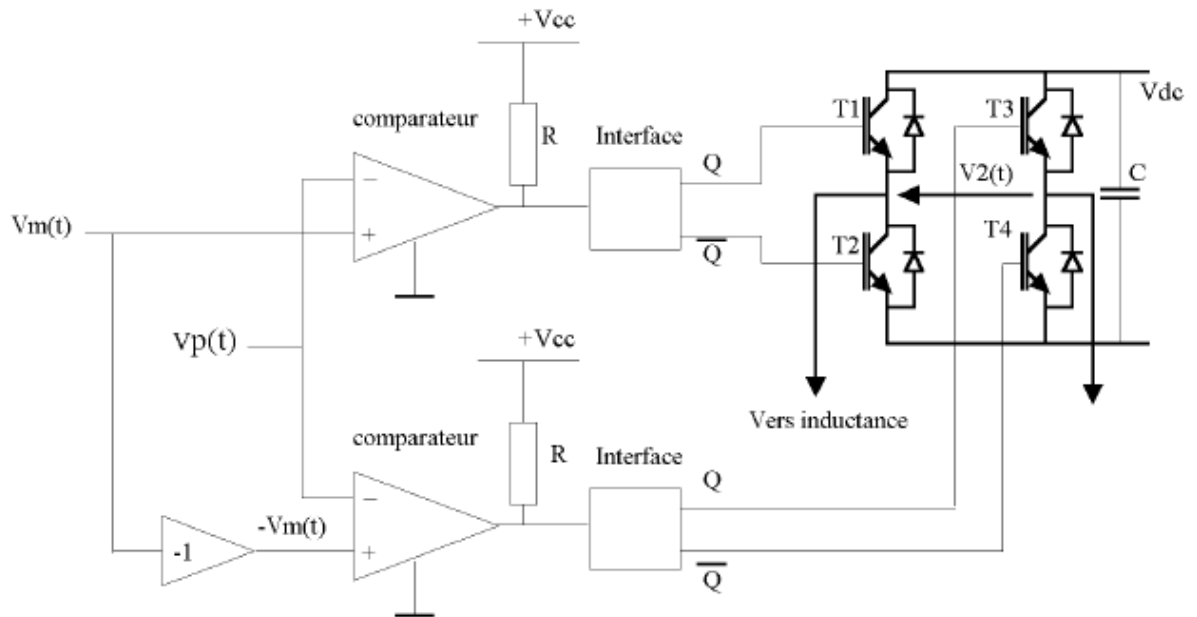 +Vcc
Vdc
comparateur
R
Interface
T1
T3
Q
V2(t)
C
−
+
Vm(t)
Q
T2
T4
Vp(t)
+Vcc
Vers inductance
comparateur
R
Interface
Q
−
-Vm(t)
-1
+
Q